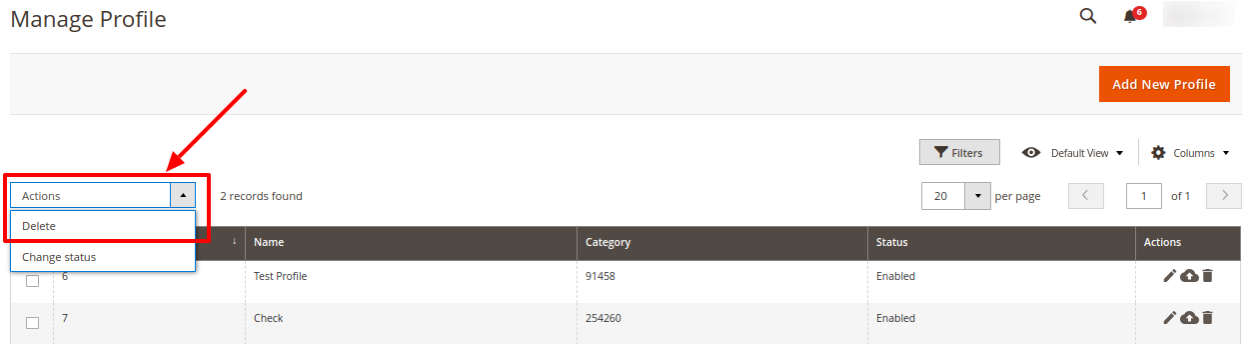 Manage Profile
6
Add New Profile
Filters
Default View
Columns
Actions
2 records found
20
per page
1
of 1
Delete
Change status
↓ Name Category Status Actions
6 Test Profile 91458 Enabled
7 Check 254260 Enabled